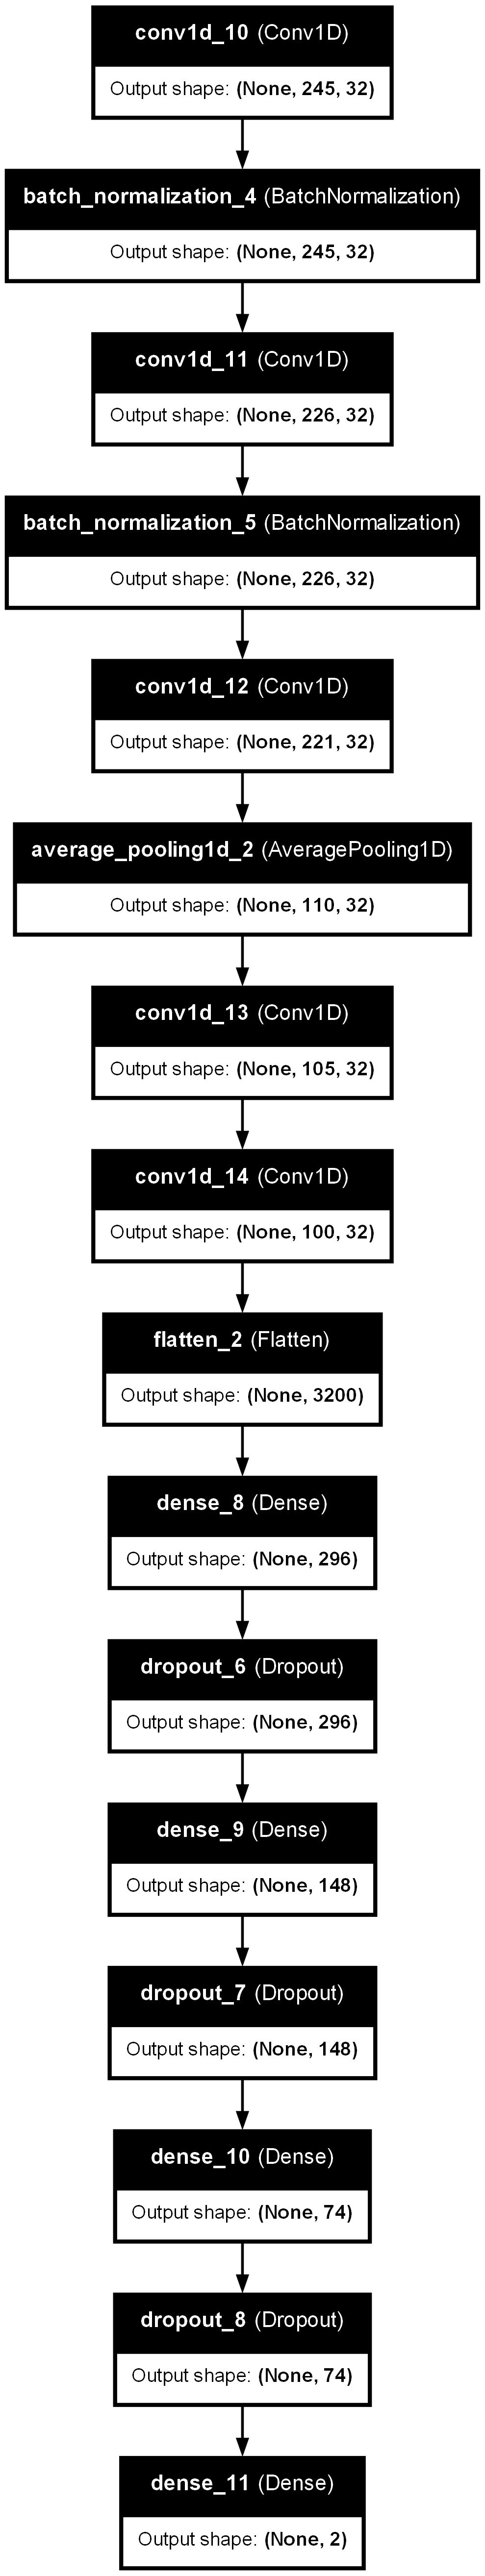 conv1d_10 (Conv1D)
Output shape: (None, 245, 32)
batch_normalization_4 (BatchNormalization)
Output shape: (None, 245, 32)
conv1d_11 (Conv1D)
Output shape: (None, 226, 32)
batch_normalization_5 (BatchNormalization)
Output shape: (None, 226, 32)
conv1d_12 (Conv1D)
Output shape: (None, 221, 32)
average_pooling1d_2 (AveragePooling1D)
Output shape: (None, 110, 32)
conv1d_13 (Conv1D)
Output shape: (None, 105, 32)
conv1d_14 (Conv1D)
Output shape: (None, 100, 32)
flatten_2 (Flatten)
Output shape: (None, 3200)
dense_8 (Dense)
Output shape: (None, 296)
dropout_6 (Dropout)
Output shape: (None, 296)
dense_9 (Dense)
Output shape: (None, 148)
dropout_7 (Dropout)
Output shape: (None, 148)
dense_10 (Dense)
Output shape: (None, 74)
dropout_8 (Dropout)
Output shape: (None, 74)
dense_11 (Dense)
Output shape: (None, 2)